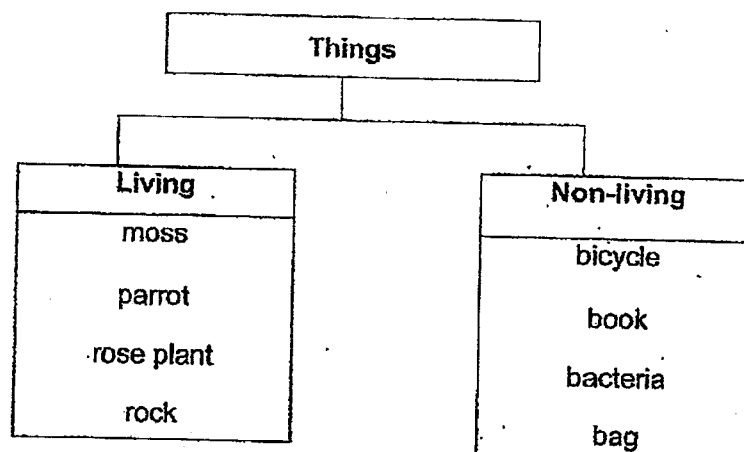 Things
Living
moss
parrot
rose plant
rock
Non-living
bicycle
book
bacteria
bag